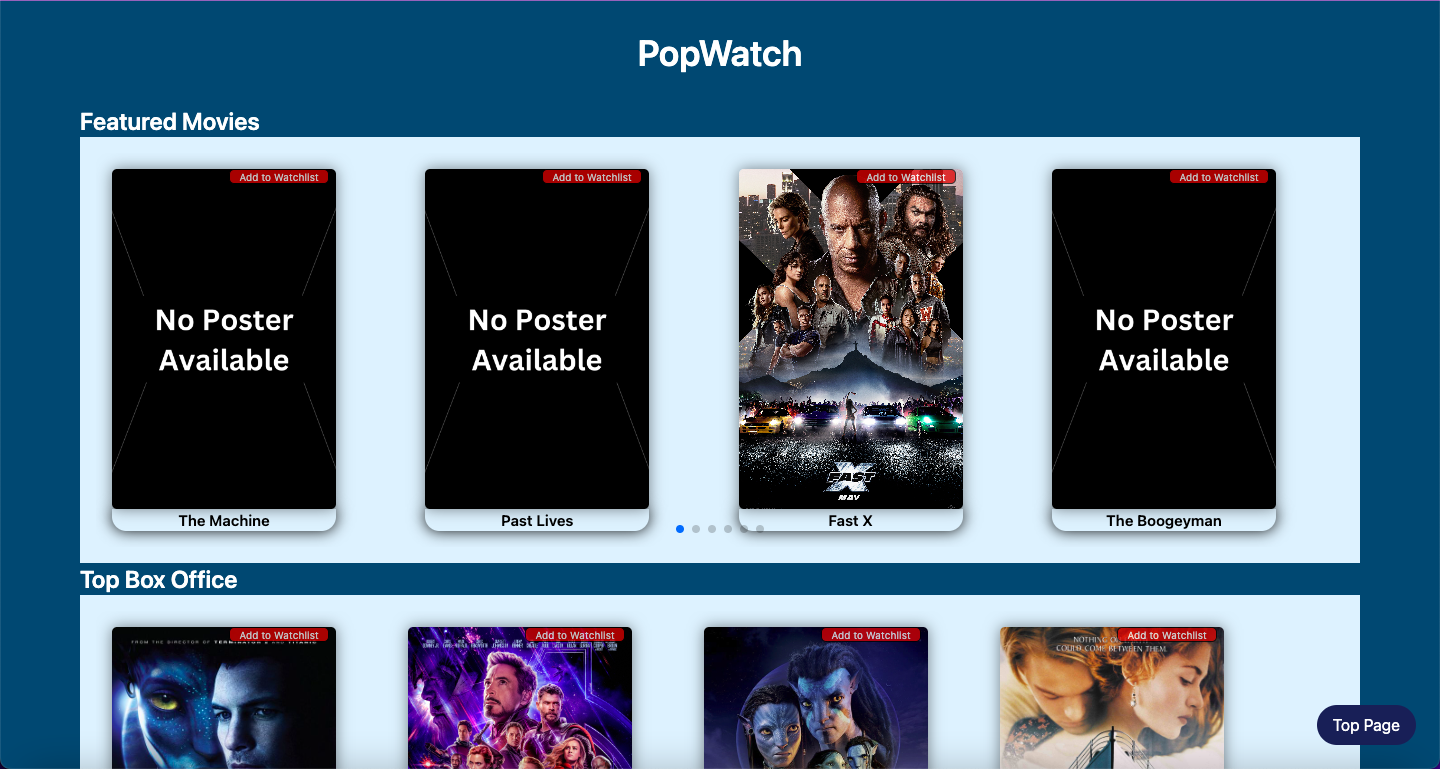 PopWatch
Featured Movies
Add to Watchlist
Add to Watchlist
Add to Watchlist
Add to Watchlist
No Poster
Available
No Poster
Available
No Poster
Available
FAST X
MAY
The Machine
Past Lives
Fast X
The Boogeyman
Top Box Office
Add to Watchlist
Add to Watchlist
Add to Watchlist
Add to Watchlist
FROM THE DIRECTOR OF TERMINATOR 2 AND TITANIC
COULD COME BETWEEN THEM.
Top Page